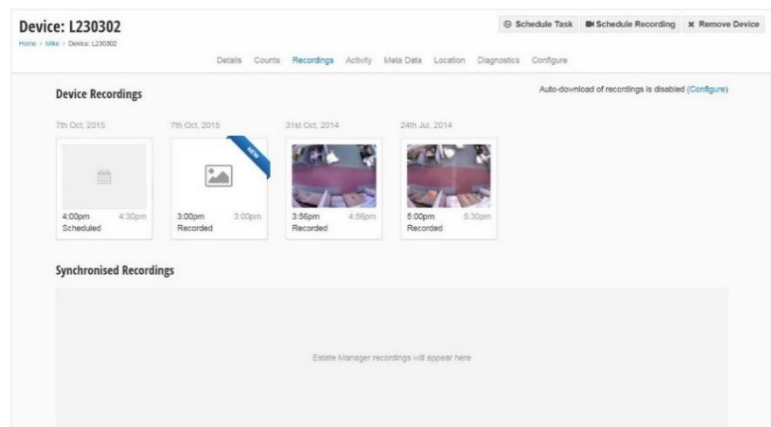 Device: L230302
Schedule Task Schedule Recording Remove Device
Home › Mike › Device: L230302
Details Counts Recordings Activity Meta Data Location Diagnostics Configure
Device Recordings
Auto-download of recordings is disabled (Configure)
7th Oct, 2015 7th Oct, 2015 31st Oct, 2014 24th Jul, 2014
NEW
4:00pm 4:30pm 3:00pm 3:00pm 3:56pm 4:56pm 5:00pm 5:30pm
Scheduled Recorded Recorded Recorded
Synchronised Recordings
Estate Manager recordings will appear here